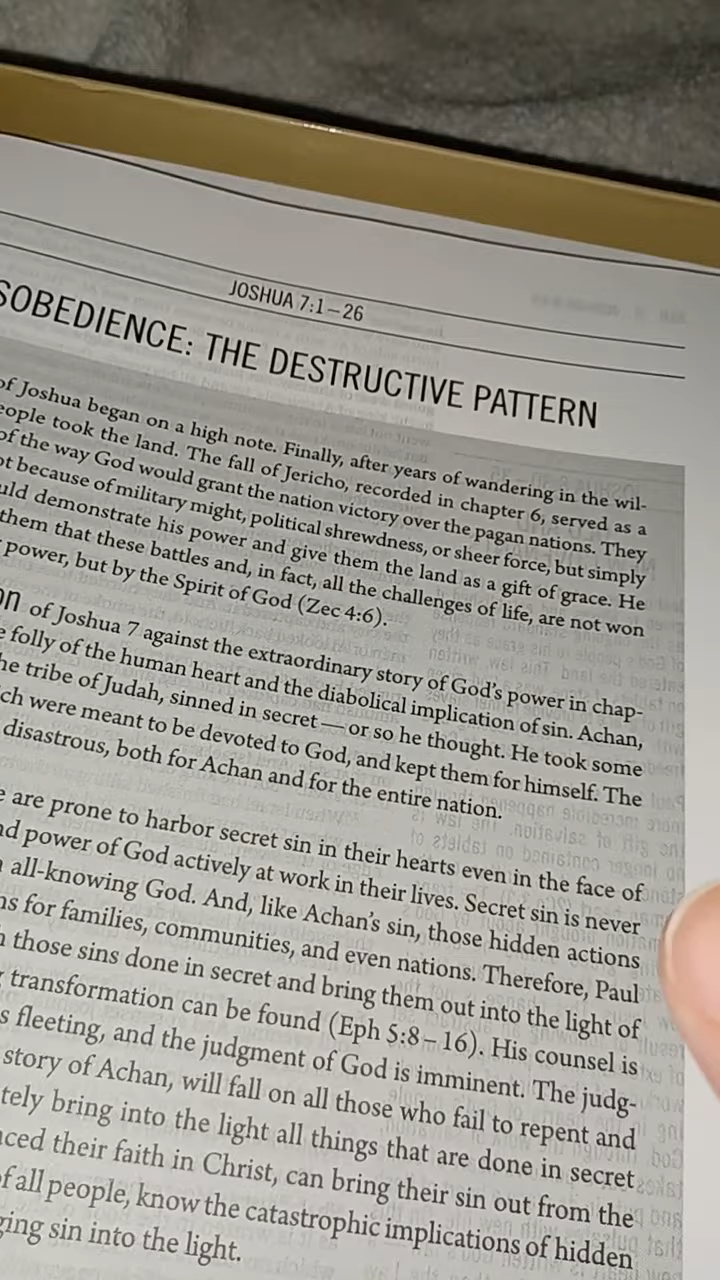 JOSHUA 7:1–26
SOBEDIENCE: THE DESTRUCTIVE PATTERN
of Joshua began on a high note. Finally, after years of wandering in the wil-
eople took the land. The fall of Jericho, recorded in chapter 6, served as a
of the way God would grant the nation victory over the pagan nations. They
ot because of military might, political shrewdness, or sheer force, but simply
uld demonstrate his power and give them the land as a gift of grace. He
them that these battles and, in fact, all the challenges of life, are not won
power, but by the Spirit of God (Zec 4:6).
on of Joshua 7 against the extraordinary story of God's power in chap-
e folly of the human heart and the diabolical implication of sin. Achan,
he tribe of Judah, sinned in secret—or so he thought. He took some
ch were meant to be devoted to God, and kept them for himself. The
disastrous, both for Achan and for the entire nation.
e are prone to harbor secret sin in their hearts even in the face of
nd power of God actively at work in their lives. Secret sin is never
all-knowing God. And, like Achan's sin, those hidden actions
ns for families, communities, and even nations. Therefore, Paul
those sins done in secret and bring them out into the light of
transformation can be found (Eph 5:8–16). His counsel is
s fleeting, and the judgment of God is imminent. The judg-
story of Achan, will fall on all those who fail to repent and
tely bring into the light all things that are done in secret
aced their faith in Christ, can bring their sin out from the
of all people, know the catastrophic implications of hidden
ging sin into the light.